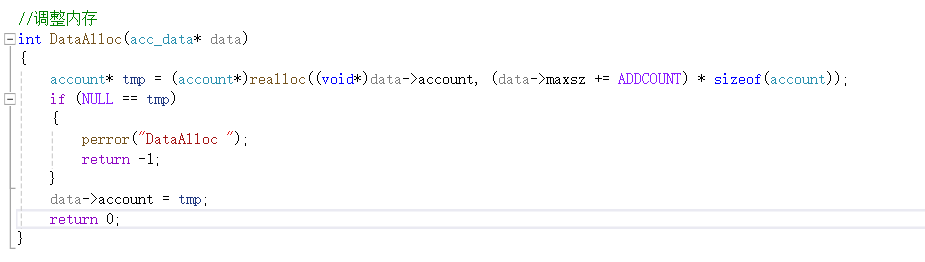 //调整内存
int DataAlloc(acc_data* data)
{
account* tmp = (account*)realloc((void*)data->account, (data->maxsz += ADDCOUNT) * sizeof(account));
if (NULL == tmp)
{
perror("DataAlloc ");
return -1;
}
data->account = tmp;
return 0;
}